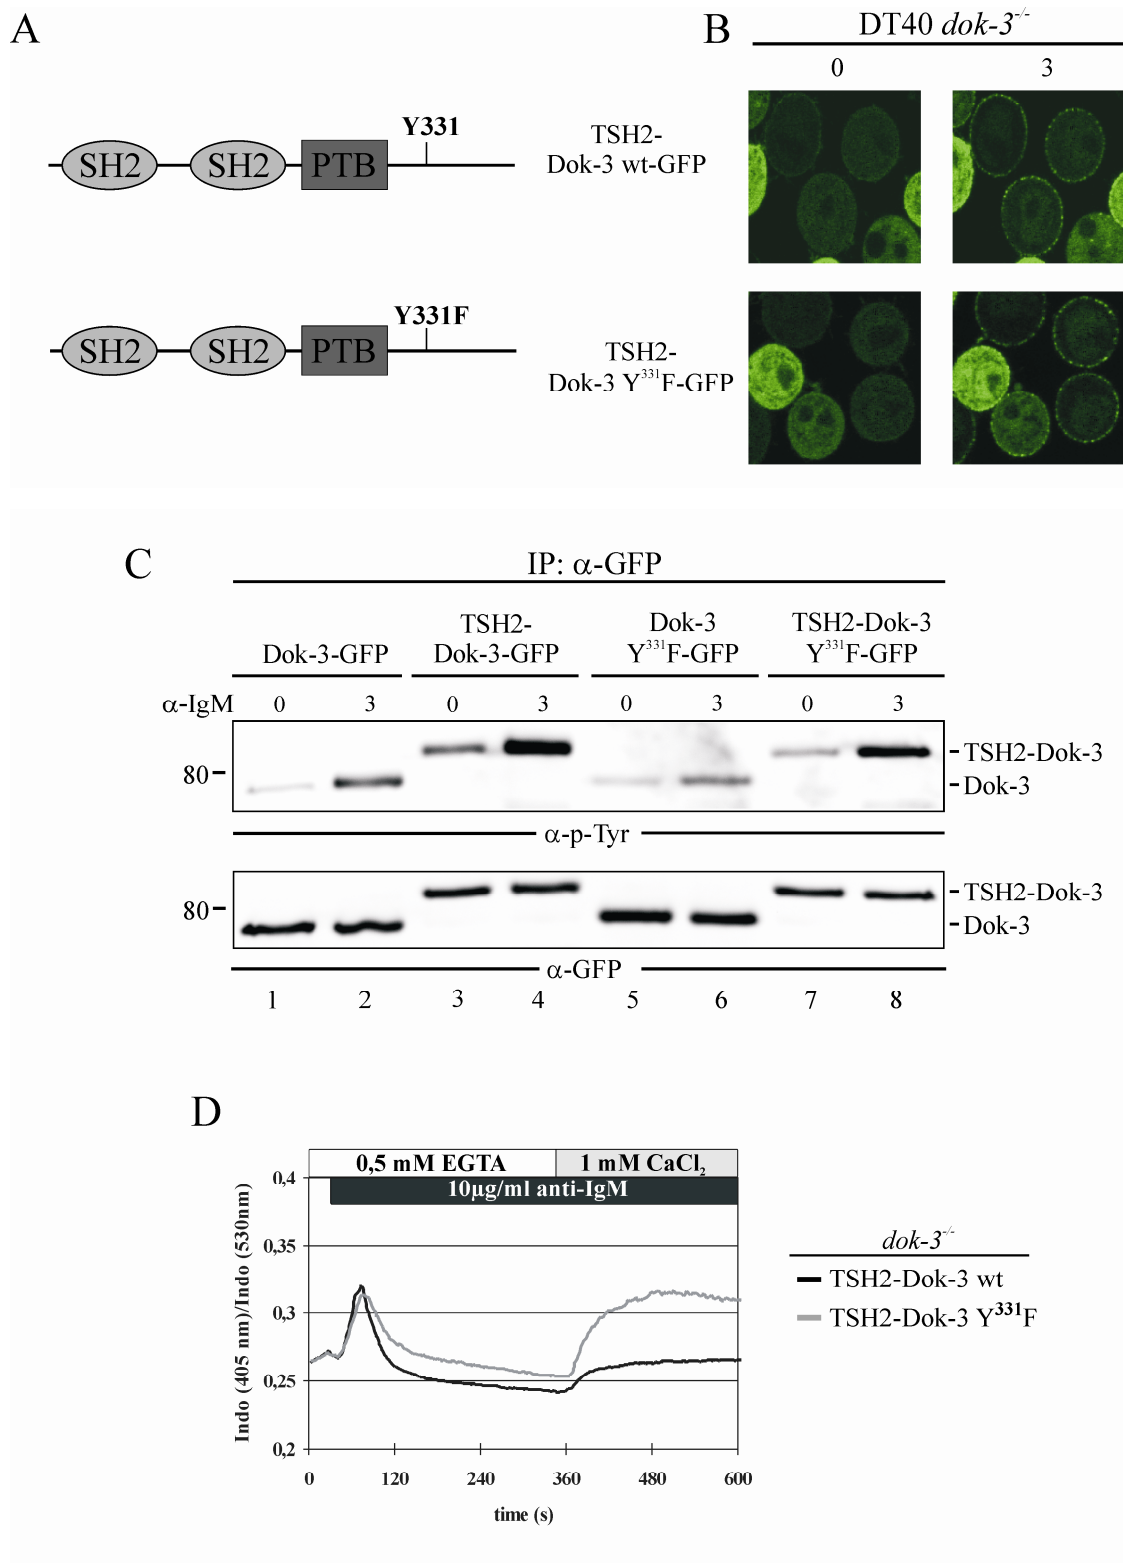 A
B
DT40 dok-3-/-
0 3
Y331
SH2 SH2 PTB
TSH2-
Dok-3 wt-GFP
Y331F
SH2 SH2 PTB
TSH2-
Dok-3 Y331F-GFP
C
IP: α-GFP
Dok-3-GFP
TSH2-
Dok-3-GFP
Dok-3
Y331F-GFP
TSH2-Dok-3
Y331F-GFP
α-IgM 0 3 0 3 0 3 0 3
80
TSH2-Dok-3
Dok-3
α-p-Tyr
80
TSH2-Dok-3
Dok-3
α-GFP
1 2 3 4 5 6 7 8
D
0,5 mM EGTA 1 mM CaCl2
10µg/ml anti-IgM
Indo (405 nm)/Indo (530nm)
0,4
0,35
0,3
0,25
0,2
0 120 240 360 480 600
time (s)
dok-3-/-
TSH2-Dok-3 wt
TSH2-Dok-3 Y331F